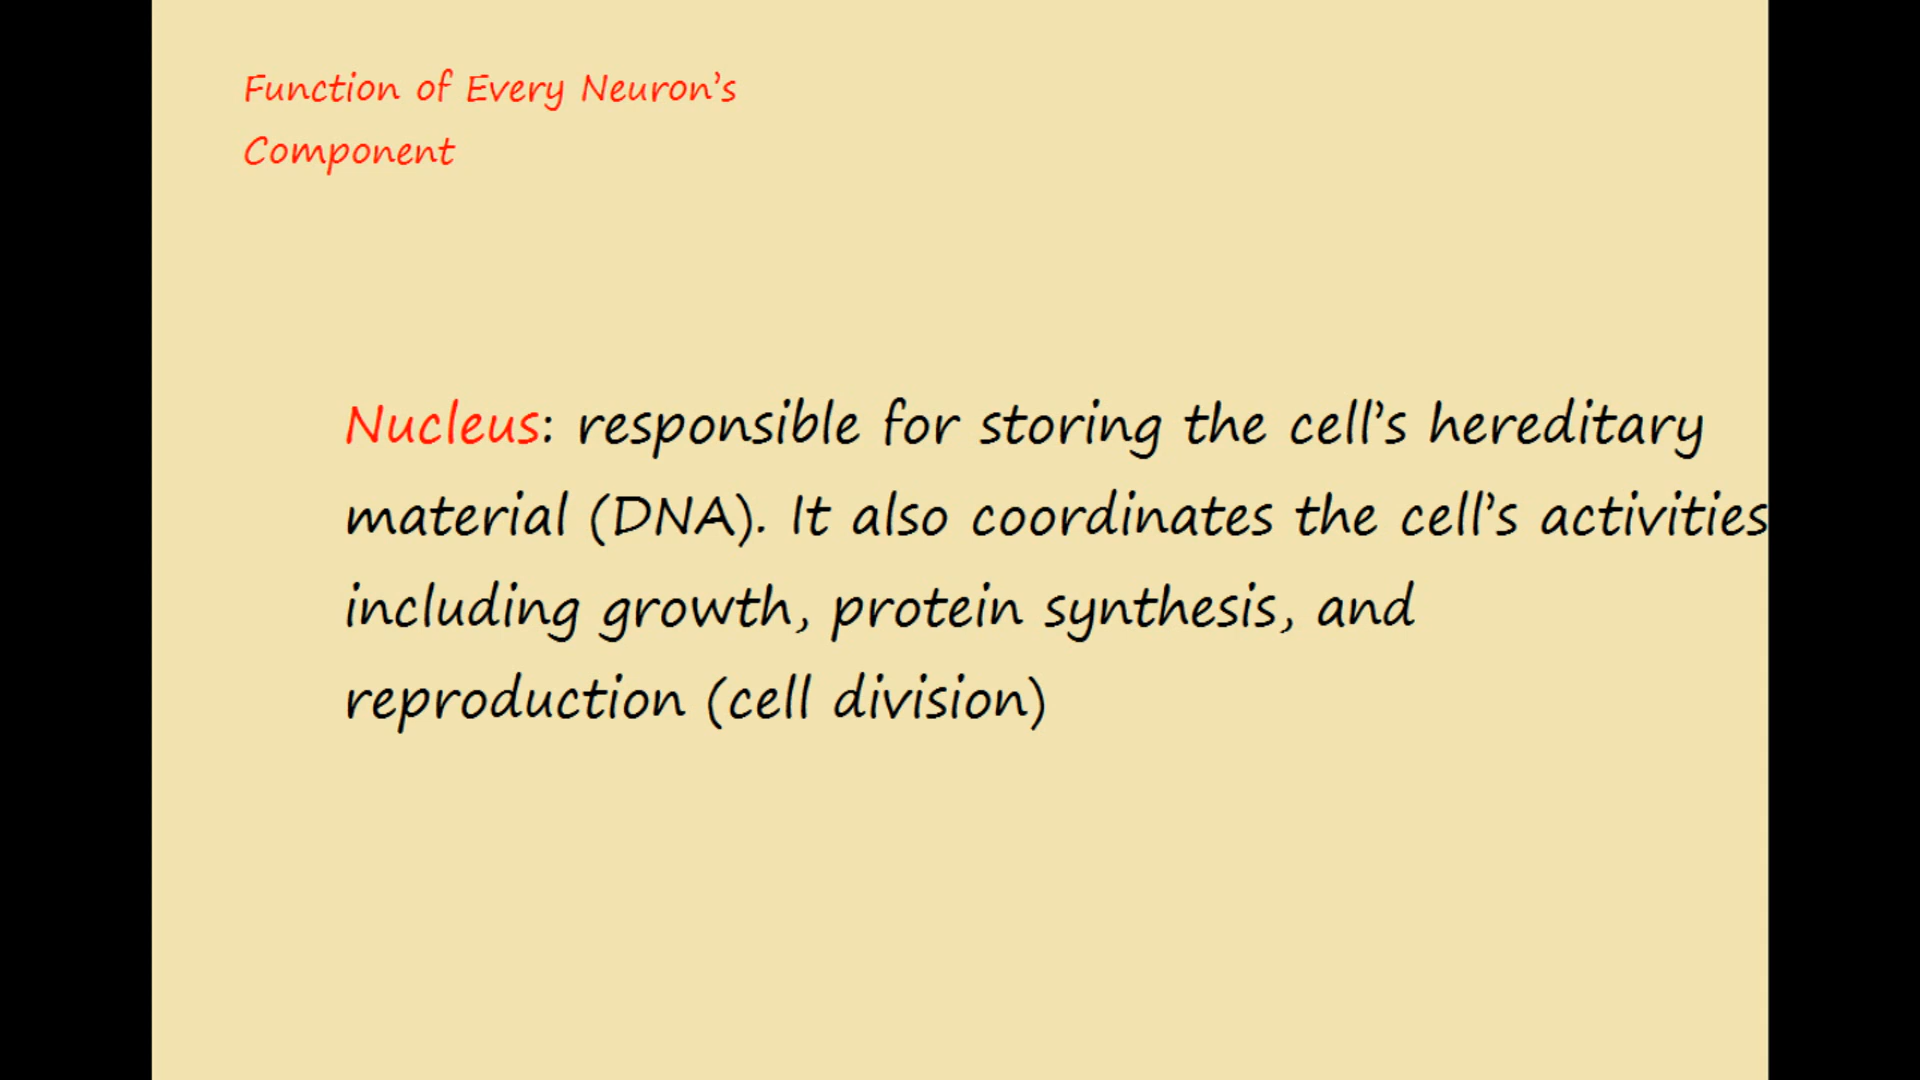 Function of Every Neuron’s
Component
Nucleus: responsible for storing the cell’s hereditary
material (DNA). It also coordinates the cell’s activities
including growth, protein synthesis, and
reproduction (cell division)